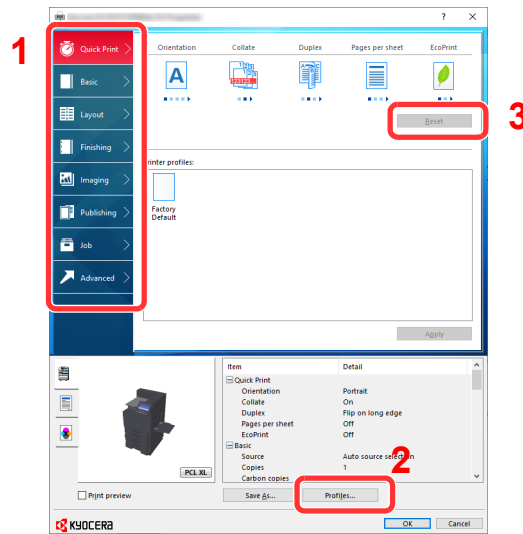 ? ×
1
Quick Print
Orientation Collate Duplex Pages per sheet EcoPrint
A
123123
Basic
Layout
3
Reset
Finishing
rinter profiles:
Imaging
Publishing
Factory
Default
Job
Advanced
Apply
Item Detail
Quick Print
Orientation Portrait
Collate On
Duplex Flip on long edge
Pages per sheet Off
EcoPrint Off
Basic
Source Auto source selection
2
Copies 1
PCL XL
Carbon copies
Print preview
Save As... Profiles...
KYOCERA
OK Cancel